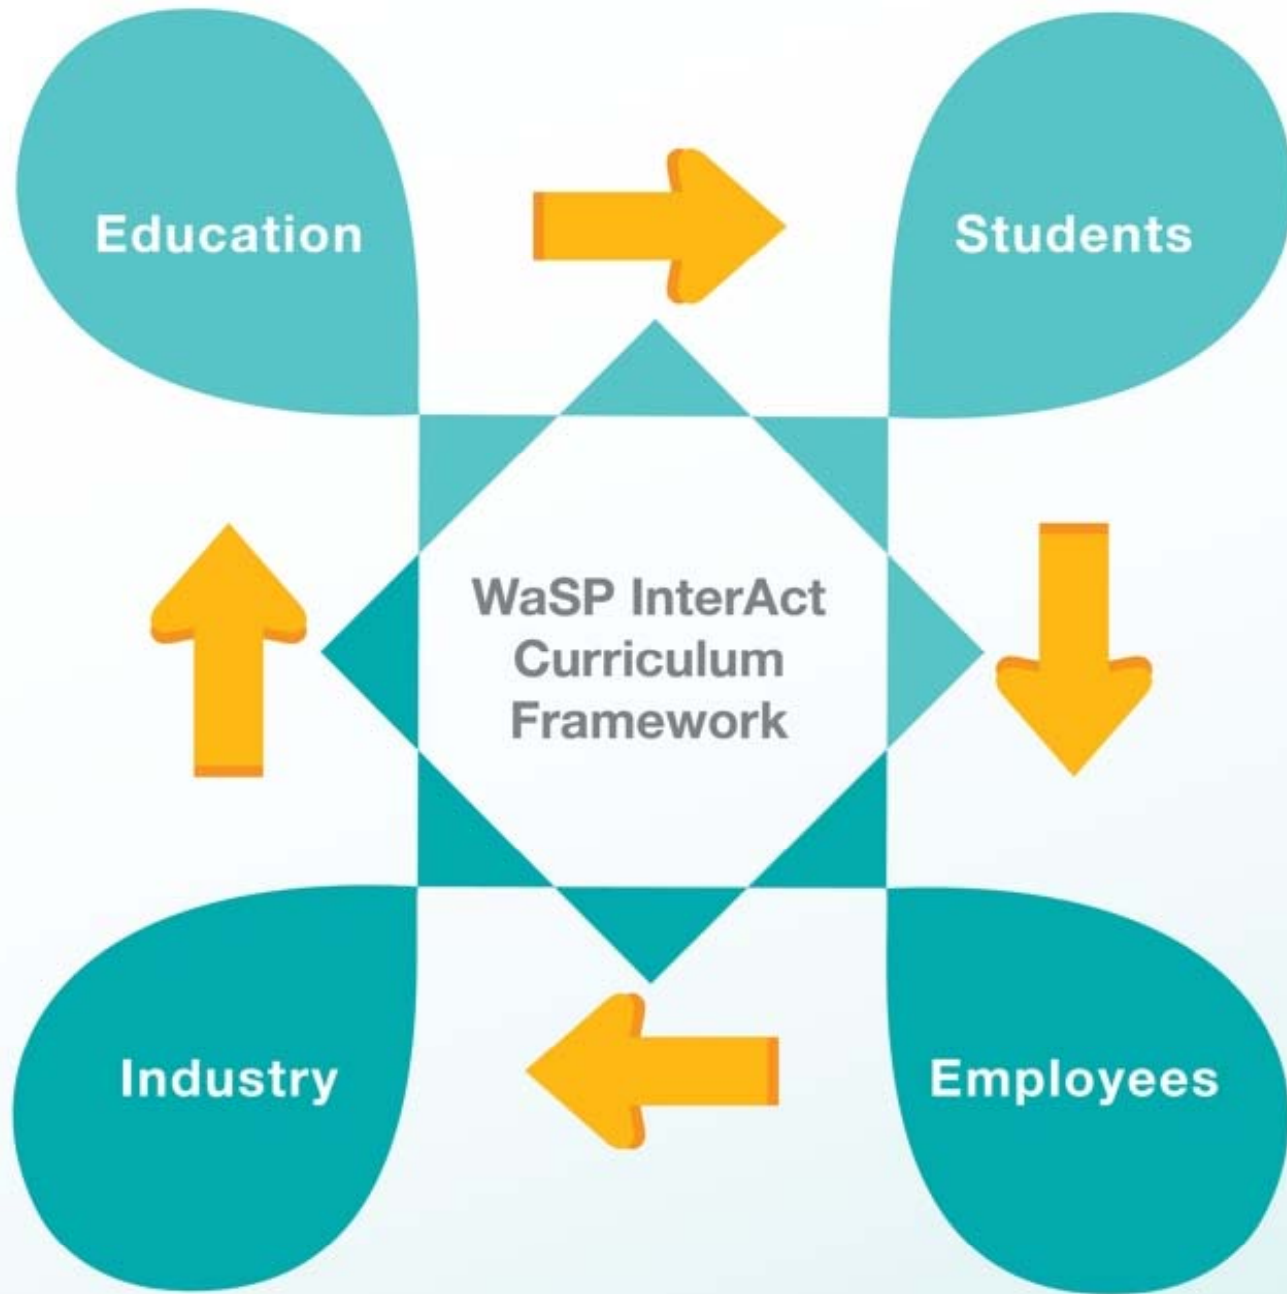 Education
Students
WaSP InterAct
Curriculum
Framework
Industry
Employees